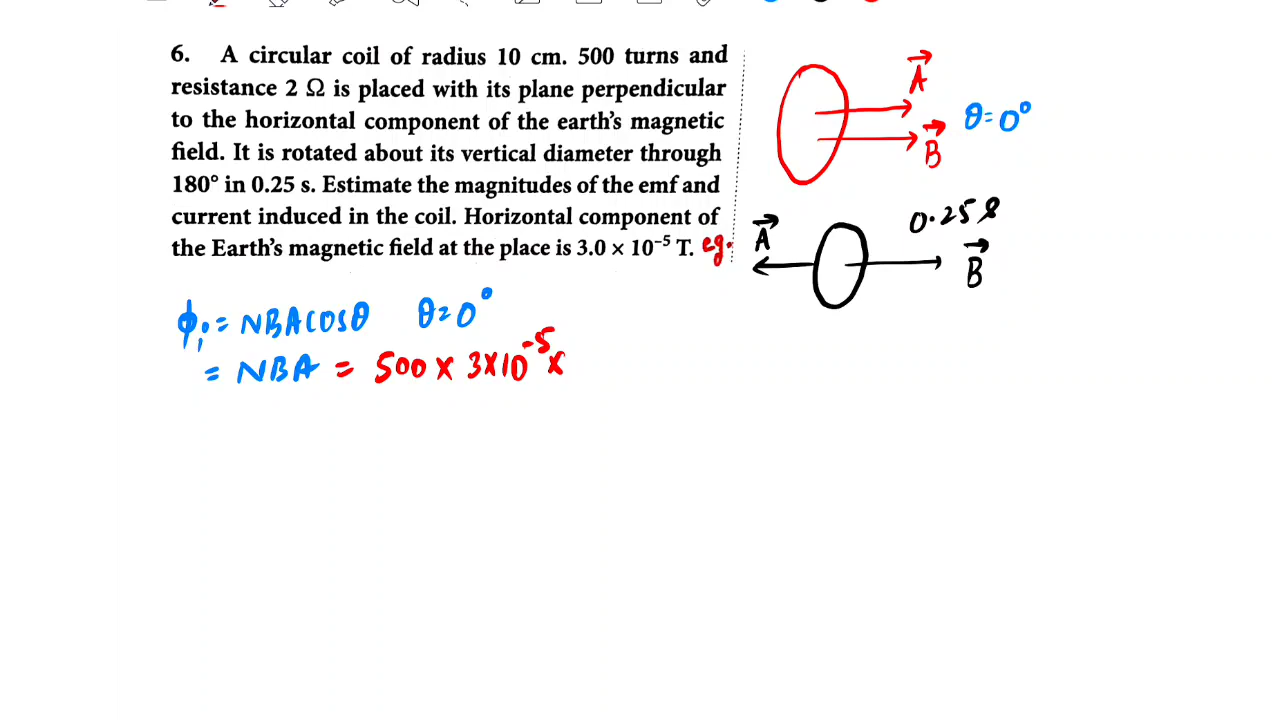 6. A circular coil of radius 10 cm. 500 turns and
resistance 2 Ω is placed with its plane perpendicular
to the horizontal component of the earth's magnetic
field. It is rotated about its vertical diameter through
180° in 0.25 s. Estimate the magnitudes of the emf and
current induced in the coil. Horizontal component of
the Earth's magnetic field at the place is 3.0 × 10⁻⁵ T. eg.
A⃗
B⃗
θ = 0°
A⃗
0.25 s
B⃗
ϕ₁ = NBA cos θ θ = 0°
= NBA = 500 × 3×10⁻⁵ ×